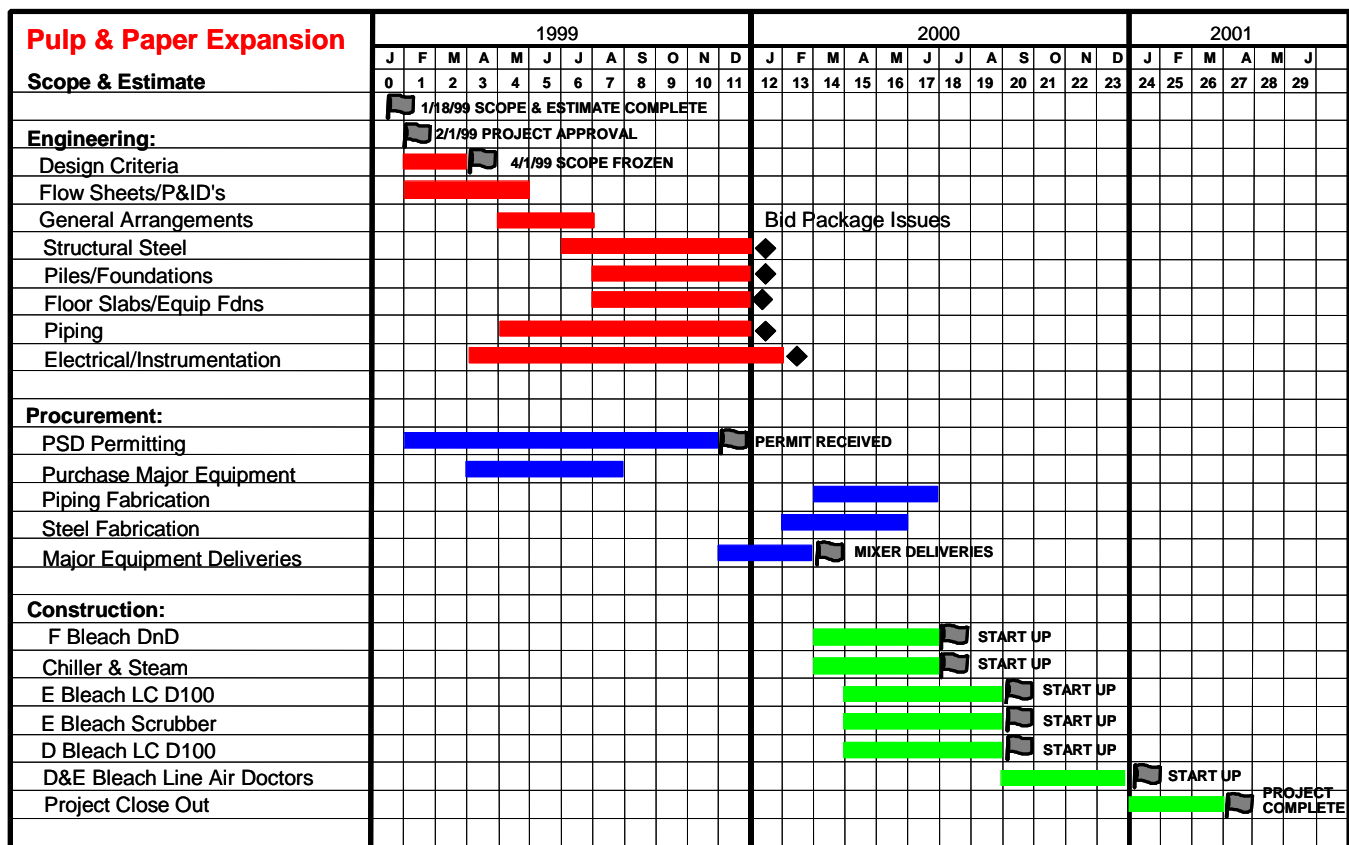 Pulp & Paper Expansion
1999 2000 2001
J F M A M J J A S O N D J F M A M J J A S O N D J F M A M J
Scope & Estimate
0 1 2 3 4 5 6 7 8 9 10 11 12 13 14 15 16 17 18 19 20 21 22 23 24 25 26 27 28 29
1/18/99 SCOPE & ESTIMATE COMPLETE
2/1/99 PROJECT APPROVAL
Engineering:
Design Criteria
4/1/99 SCOPE FROZEN
Flow Sheets/P&ID's
General Arrangements
Bid Package Issues
Structural Steel
Piles/Foundations
Floor Slabs/Equip Fdns
Piping
Electrical/Instrumentation
Procurement:
PSD Permitting
PERMIT RECEIVED
Purchase Major Equipment
Piping Fabrication
Steel Fabrication
Major Equipment Deliveries
MIXER DELIVERIES
Construction:
F Bleach DnD
START UP
Chiller & Steam
START UP
E Bleach LC D100
START UP
E Bleach Scrubber
START UP
D Bleach LC D100
START UP
D&E Bleach Line Air Doctors
START UP
Project Close Out
PROJECT
COMPLETE